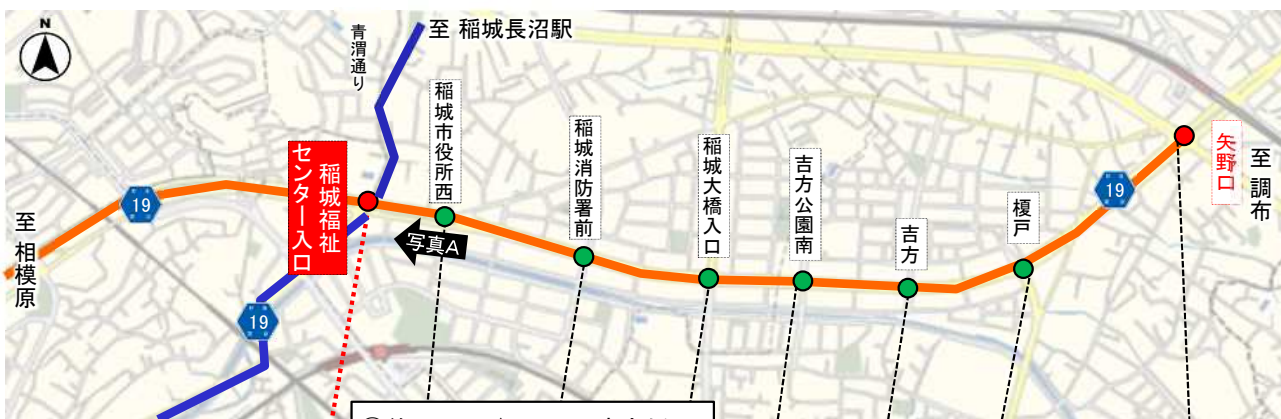 N
青渭通り
至 稲城長沼駅
稲城市役所西
稲城福祉
センター入口
稲城消防署前
稲城大橋入口
吉方公園南
吉方
榎戸
矢野口
至 調布
至 相模原
19
19
19
写真A